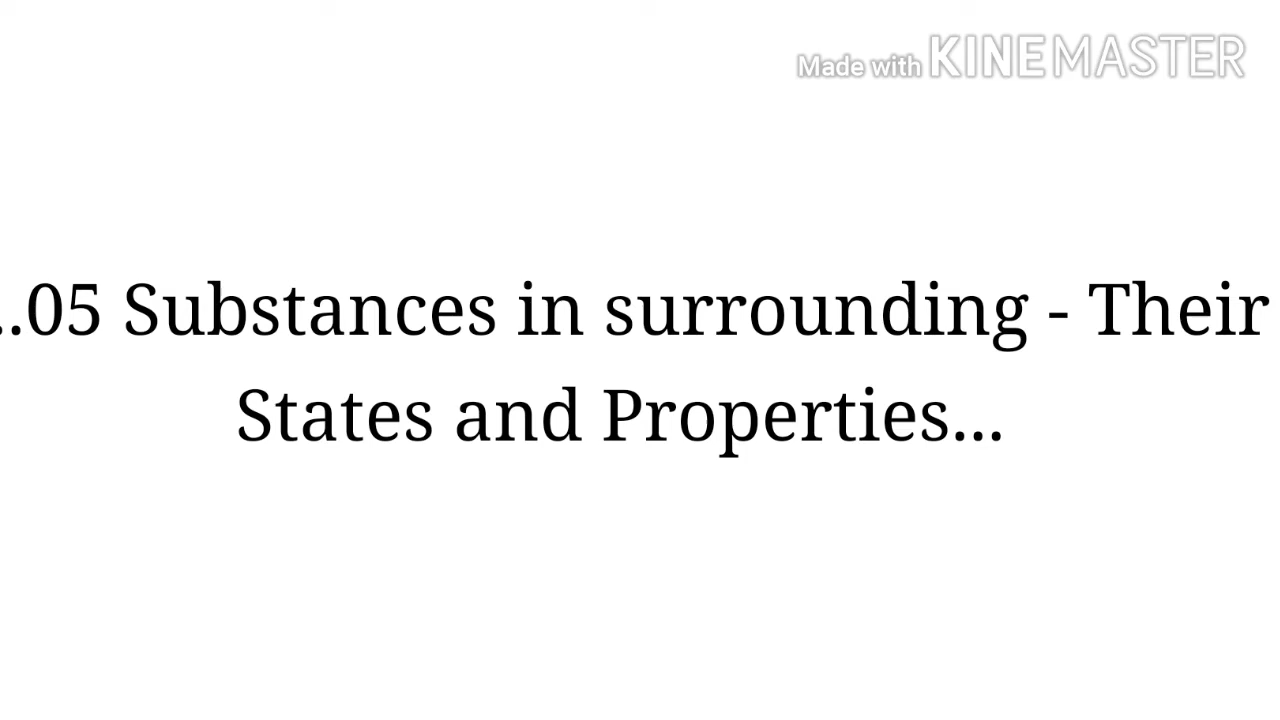 Made with KINEMASTER
..05 Substances in surrounding - Their
States and Properties...